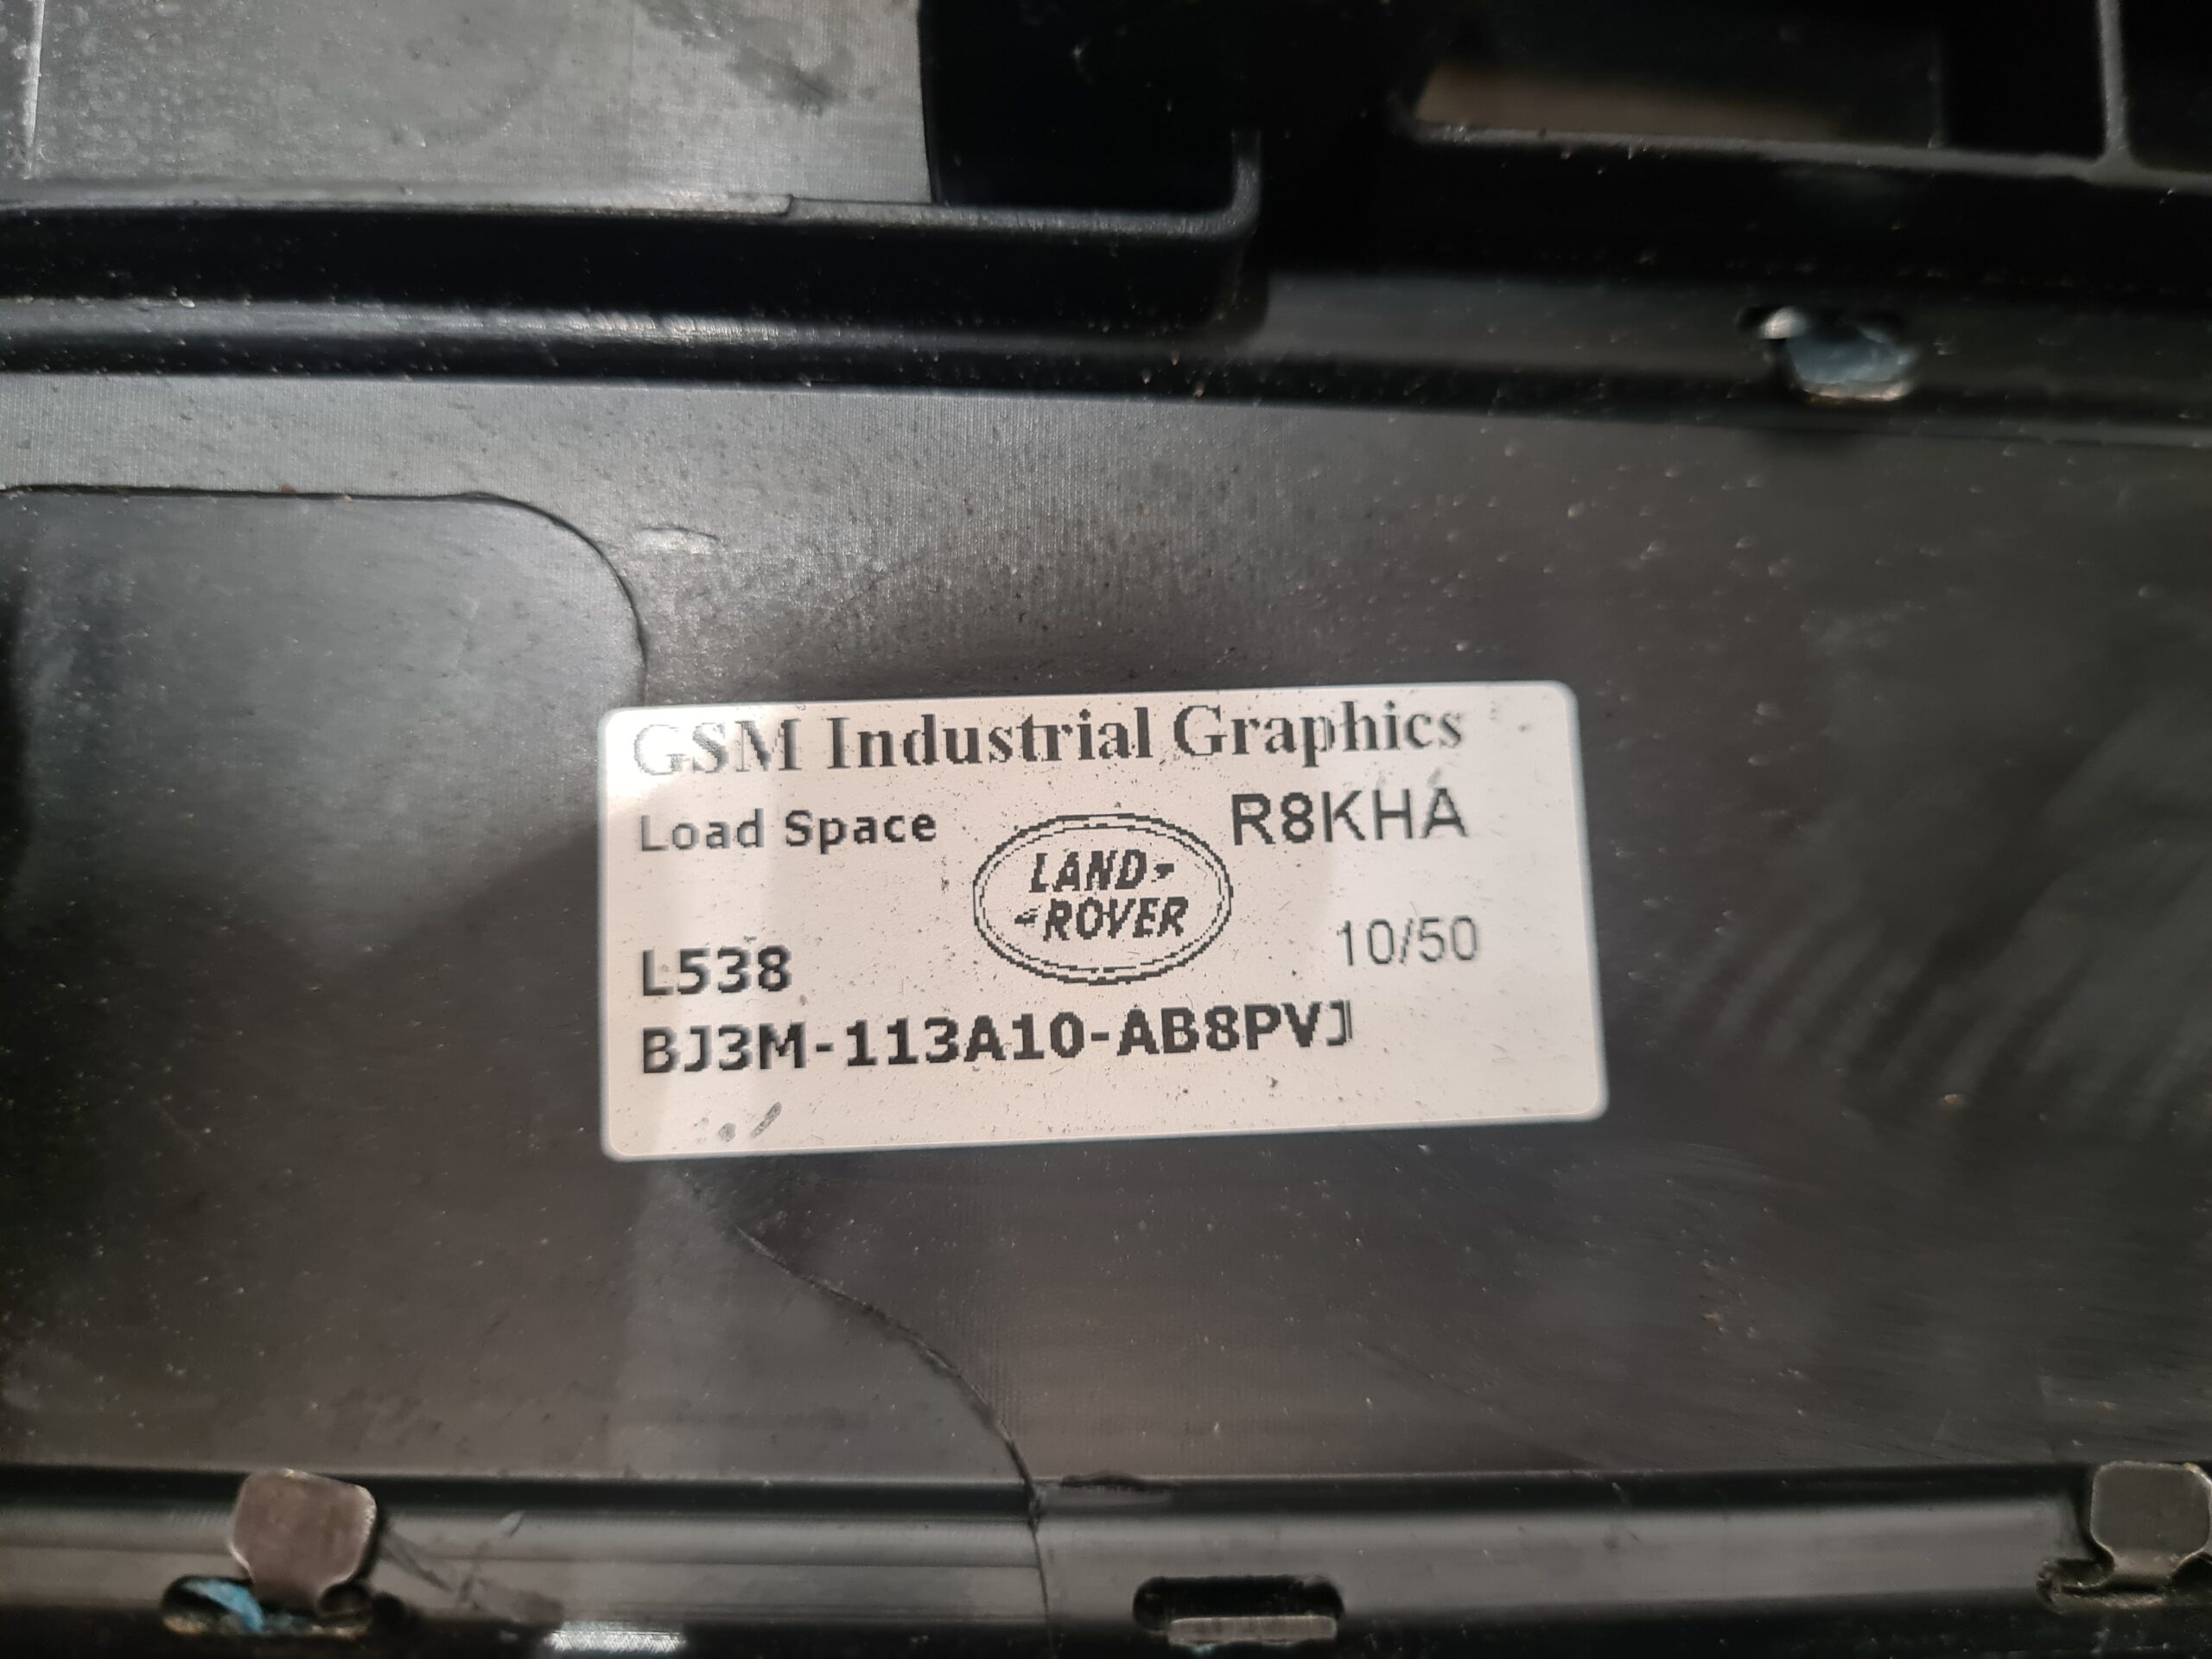 GSM Industrial Graphics
Load Space
R8KHA
LAND-
-ROVER
10/50
L538
BJ3M-113A10-AB8PVJ